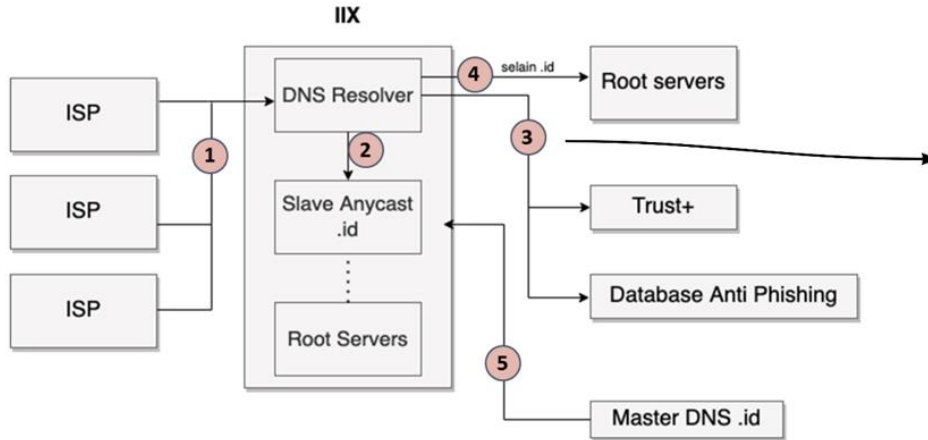 IIX
ISP
ISP
ISP
1
DNS Resolver
2
Slave Anycast
.id
Root Servers
4
selain .id
Root servers
3
Trust+
Database Anti Phishing
5
Master DNS .id